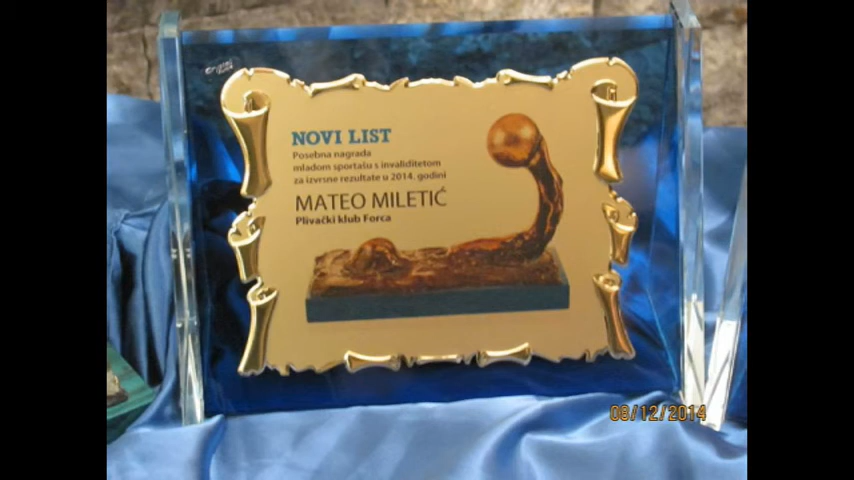 NOVI LIST
Posebna nagrada
mladom sportašu s invaliditetom
za izvrsne rezultate u 2014. godini
MATEO MILETIĆ
Plivački klub Forca
08/12/2014